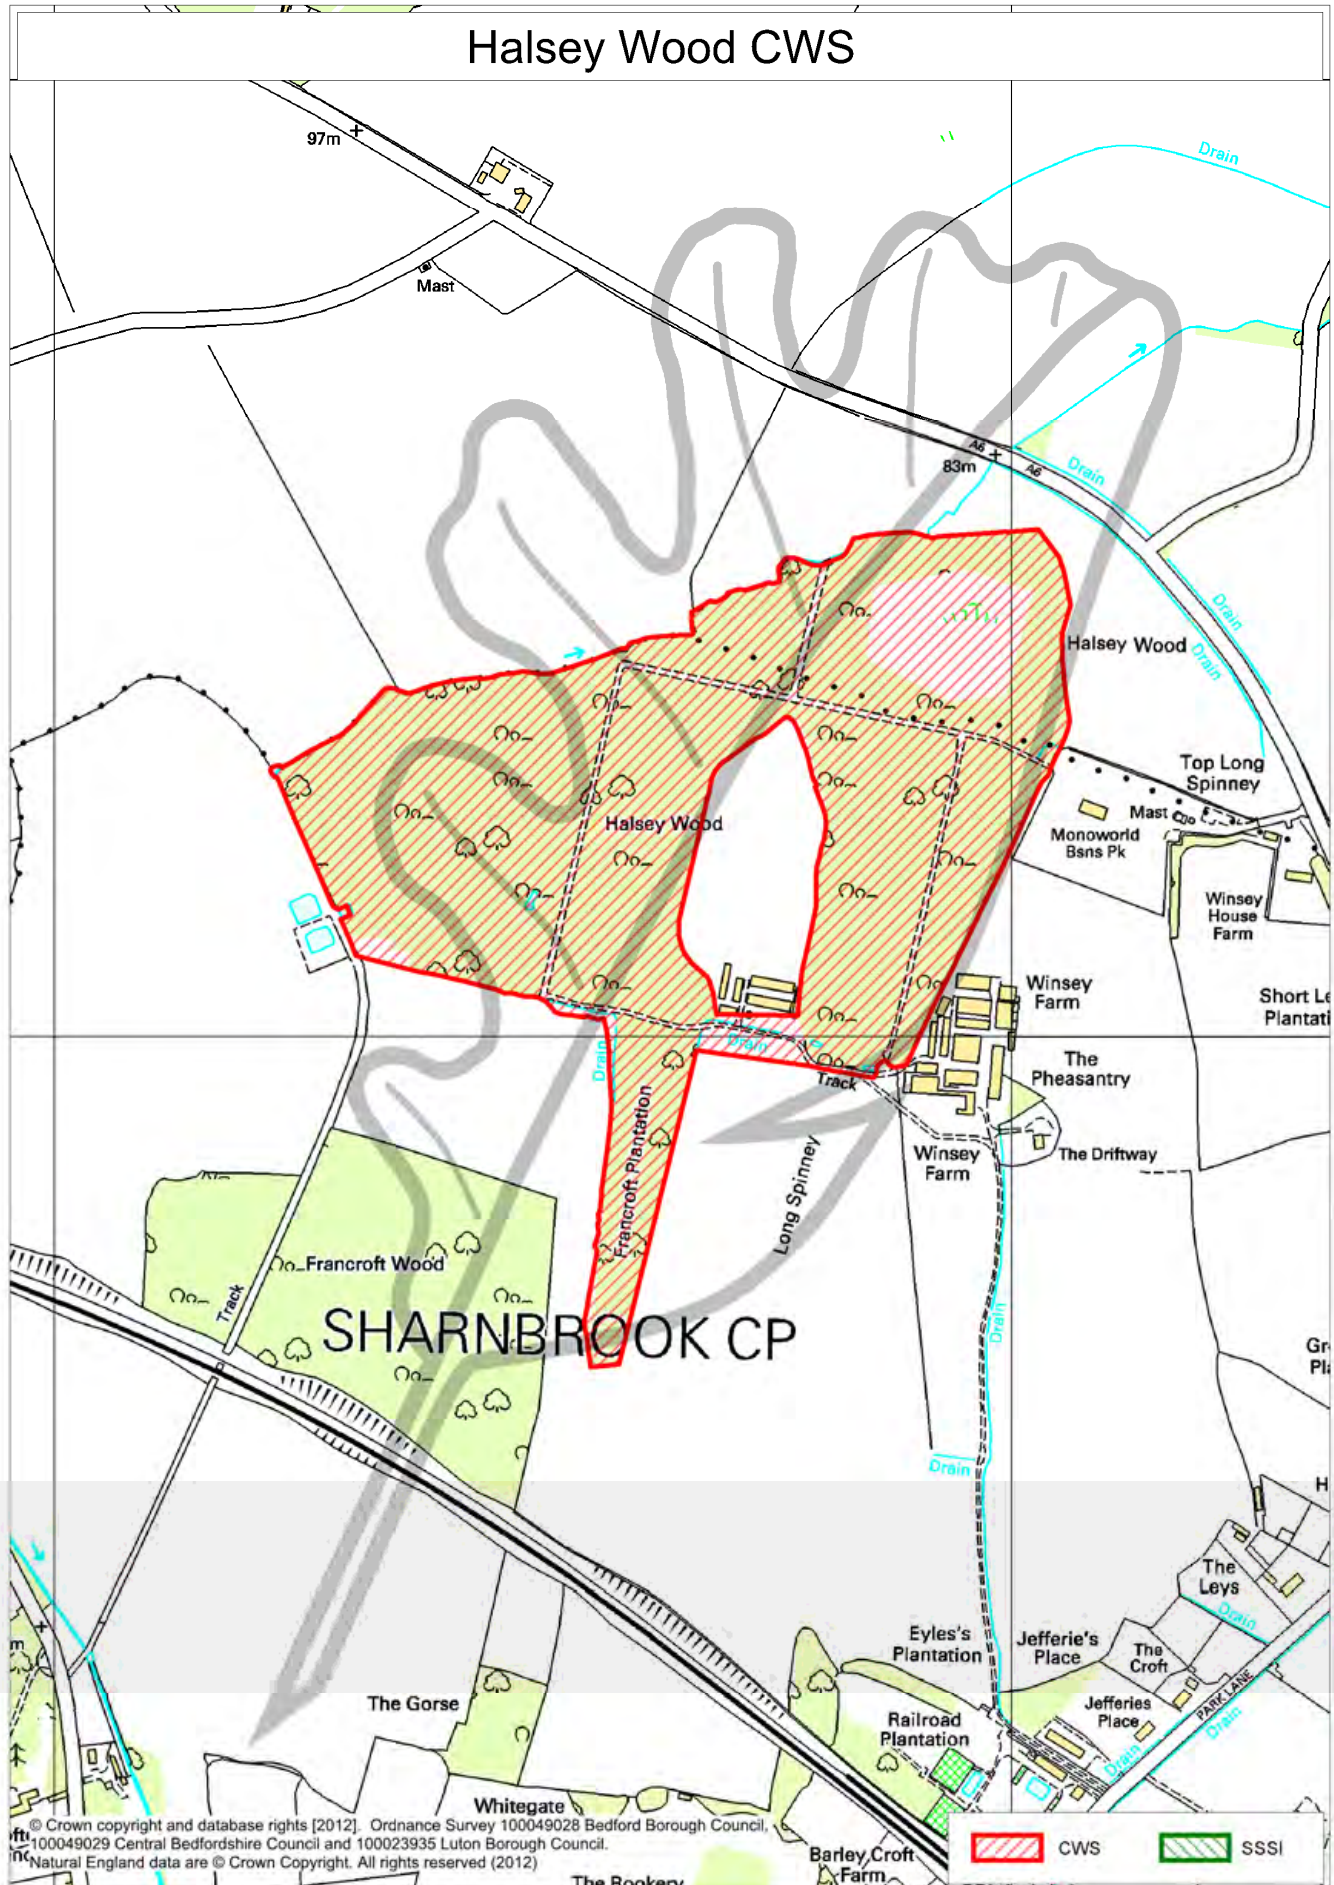 Halsey Wood CWS
97m
Drain
Mast
A6
83m
A6
Drain
Drain
Drain
Halsey Wood
Top Long
Spinney
Mast
Monoworld
Bsns Pk
Halsey Wood
Winsey
House
Farm
Winsey
Farm
Short Le
Plantati
Drain
Drain
The
Pheasantry
Track
Francroft Plantation
Long Spinney
Winsey
Farm
The Driftway
Francroft Wood
Track
SHARNBROOK CP
Drain
Gr
Pla
Drain
H
The
Leys
Drain
Eyles's
Plantation
Jefferie's
Place
The
Croft
m
The Gorse
Jefferies
Place
PARK LANE
Drain
Railroad
Plantation
Drain
Whitegate
© Crown copyright and database rights [2012]. Ordnance Survey 100049028 Bedford Borough Council,
100049029 Central Bedfordshire Council and 100023935 Luton Borough Council.
Natural England data are © Crown Copyright. All rights reserved (2012)
Barley Croft
Farm
The Rookery
CWS
SSSI